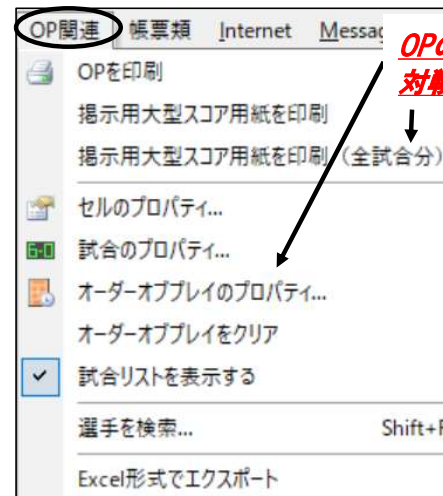 OP関連 帳票類 Internet
OPを印刷
掲示用大型スコア用紙を印刷
掲示用大型スコア用紙を印刷（全試合分）
セルのプロパティ...
6-0 試合のプロパティ...
オーダーオブプレイのプロパティ...
オーダーオブプレイをクリア
試合リストを表示する
選手を検索...
Excel形式でエクスポート